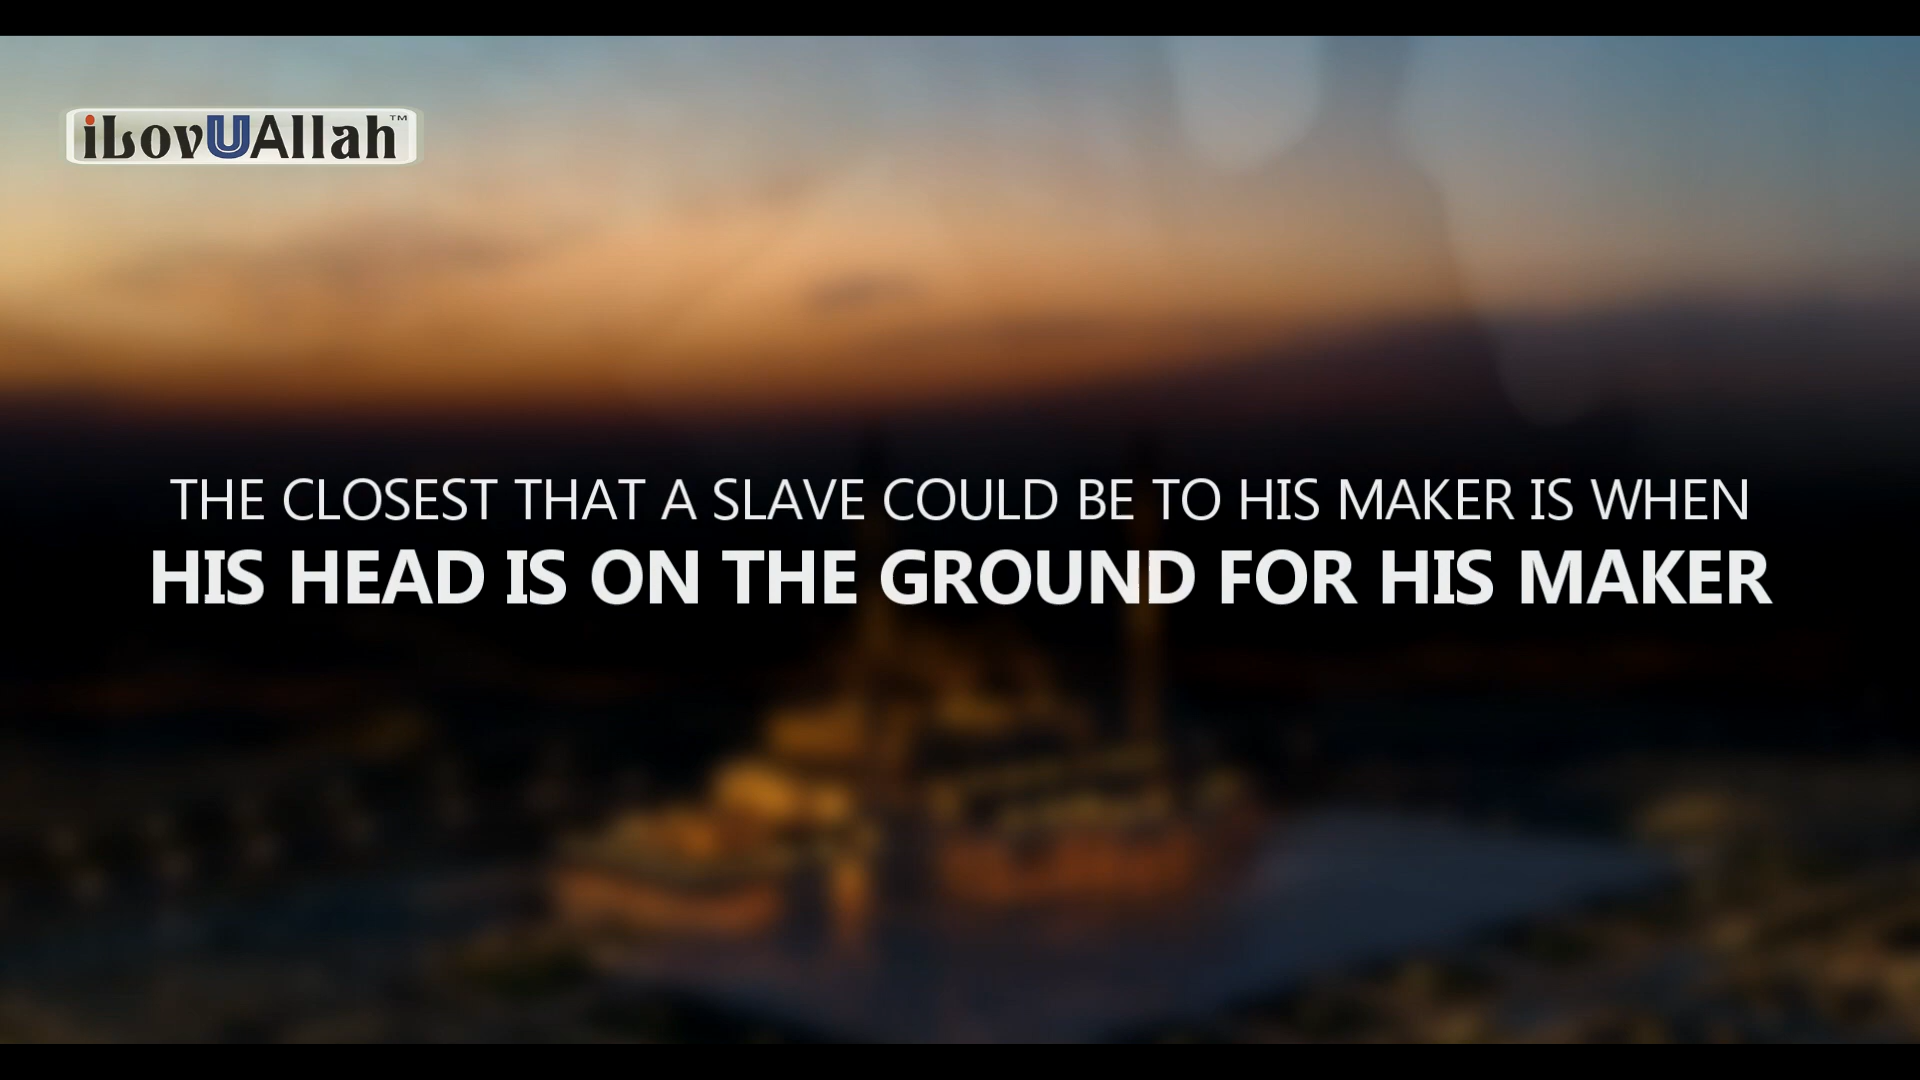 iLovUAllah™
THE CLOSEST THAT A SLAVE COULD BE TO HIS MAKER IS WHEN
HIS HEAD IS ON THE GROUND FOR HIS MAKER